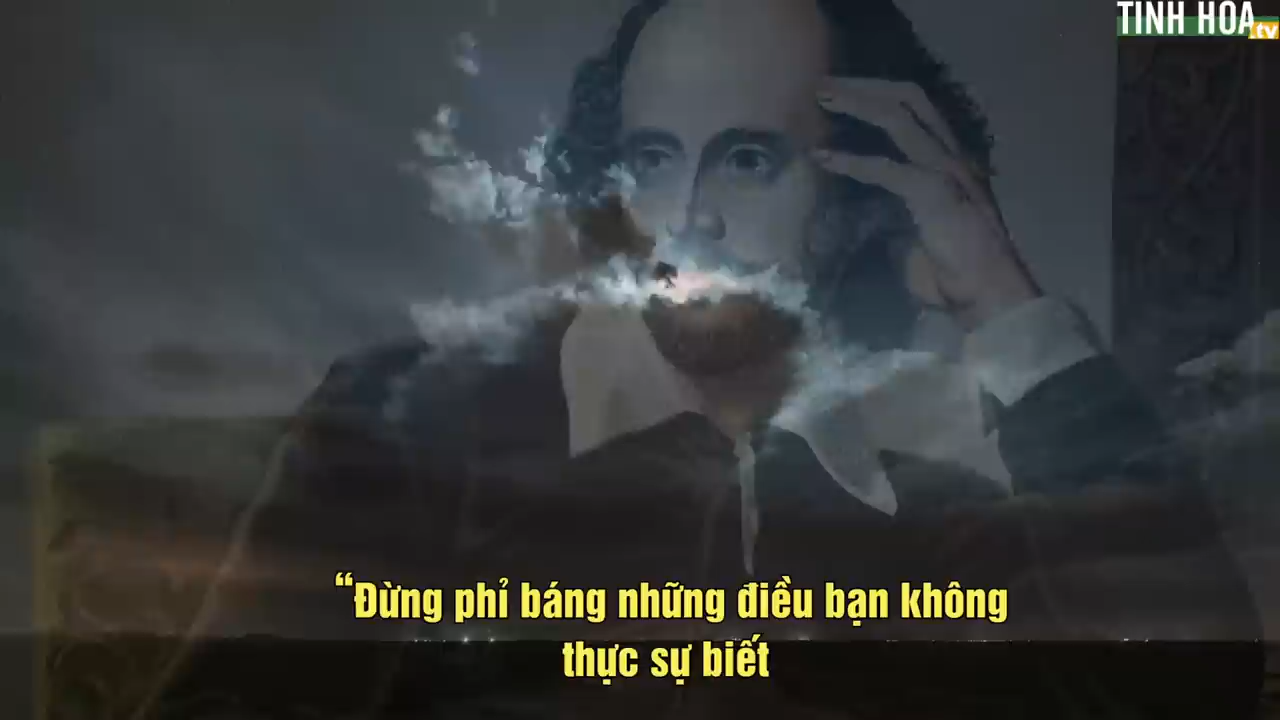 TINH HOA
.tv
“Đừng phỉ báng những điều bạn không
thực sự biết